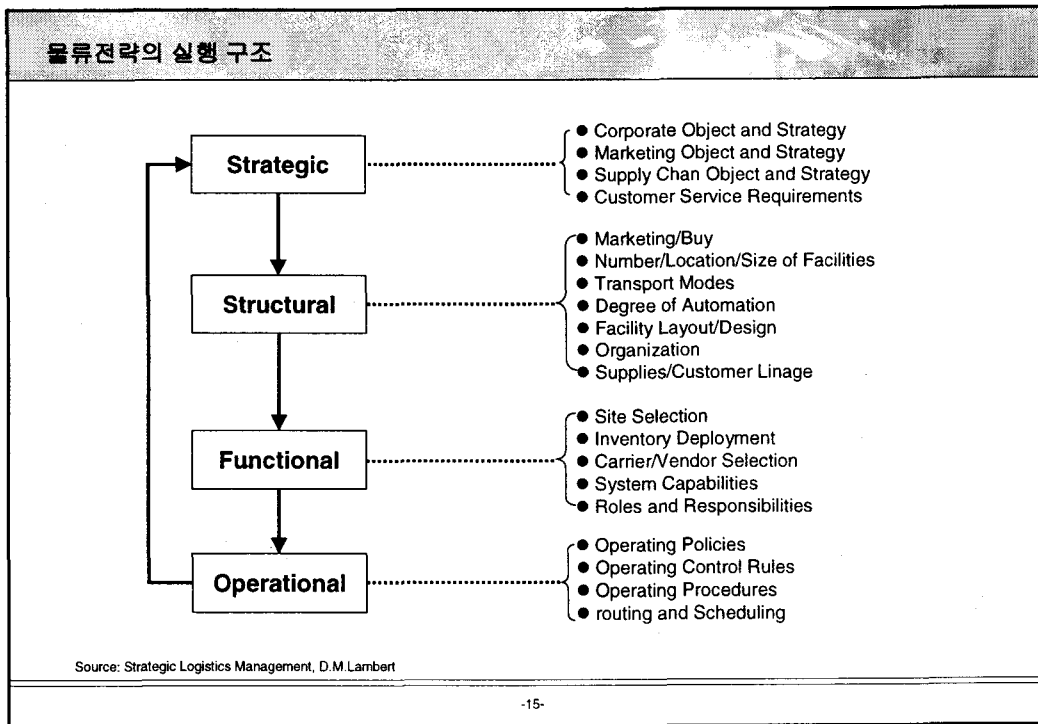 물류전략의 실행 구조
Strategic
● Corporate Object and Strategy
● Marketing Object and Strategy
● Supply Chan Object and Strategy
● Customer Service Requirements
Structural
● Marketing/Buy
● Number/Location/Size of Facilities
● Transport Modes
● Degree of Automation
● Facility Layout/Design
● Organization
● Supplies/Customer Linage
Functional
● Site Selection
● Inventory Deployment
● Carrier/Vendor Selection
● System Capabilities
● Roles and Responsibilities
Operational
● Operating Policies
● Operating Control Rules
● Operating Procedures
● routing and Scheduling
Source: Strategic Logistics Management, D.M.Lambert
-15-